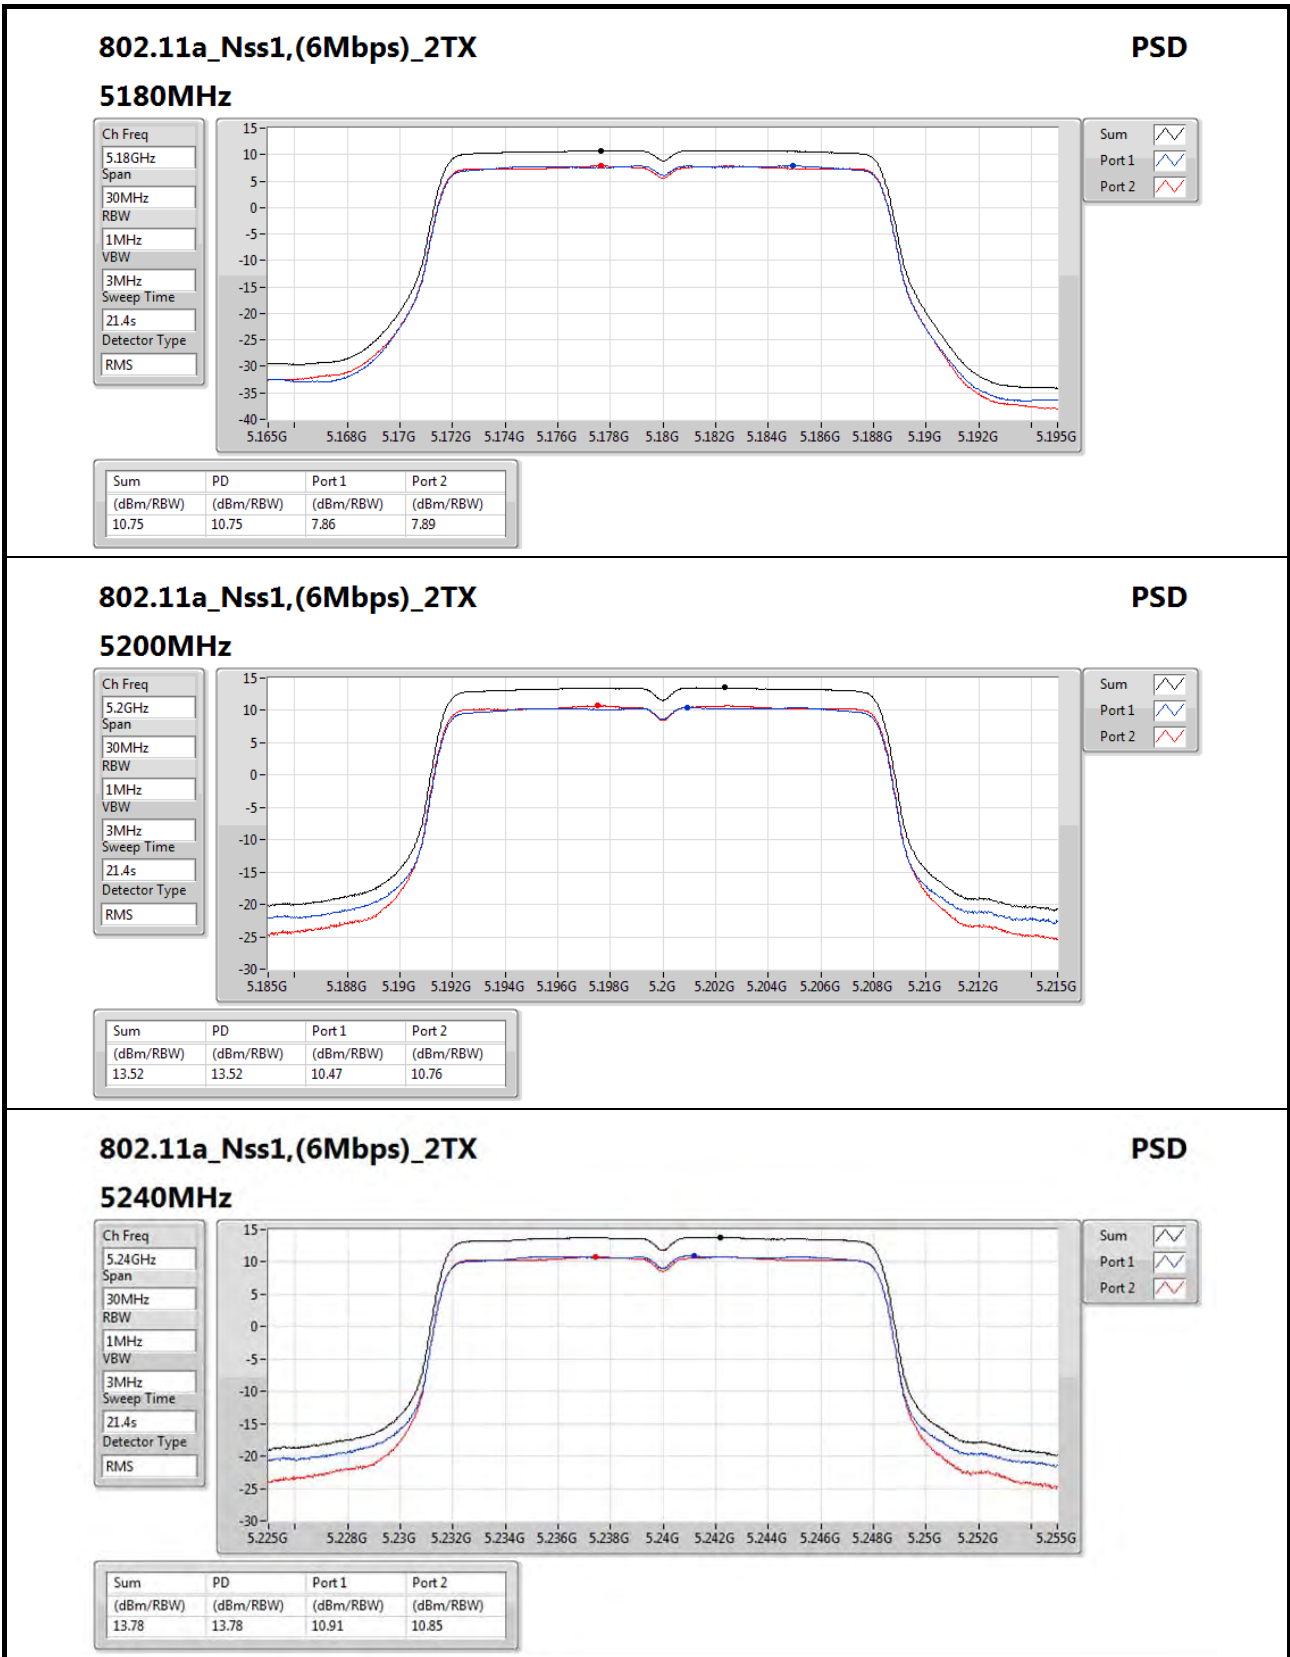 802.11a_Nss1,(6Mbps)_2TX PSD
5180MHz
Ch Freq
5.18GHz
Span
30MHz
RBW
1MHz
VBW
3MHz
Sweep Time
21.4s
Detector Type
RMS
15
10
5
0
-5
-10
-15
-20
-25
-30
-35
-40
5.165G 5.168G 5.17G 5.172G 5.174G 5.176G 5.178G 5.18G 5.182G 5.184G 5.186G 5.188G 5.19G 5.192G 5.195G
Sum
Port 1
Port 2
Sum PD Port 1 Port 2
(dBm/RBW) (dBm/RBW) (dBm/RBW) (dBm/RBW)
10.75 10.75 7.86 7.89
802.11a_Nss1,(6Mbps)_2TX PSD
5200MHz
Ch Freq
5.2GHz
Span
30MHz
RBW
1MHz
VBW
3MHz
Sweep Time
21.4s
Detector Type
RMS
15
10
5
0
-5
-10
-15
-20
-25
-30
5.185G 5.188G 5.19G 5.192G 5.194G 5.196G 5.198G 5.2G 5.202G 5.204G 5.206G 5.208G 5.21G 5.212G 5.215G
Sum
Port 1
Port 2
Sum PD Port 1 Port 2
(dBm/RBW) (dBm/RBW) (dBm/RBW) (dBm/RBW)
13.52 13.52 10.47 10.76
802.11a_Nss1,(6Mbps)_2TX PSD
5240MHz
Ch Freq
5.24GHz
Span
30MHz
RBW
1MHz
VBW
3MHz
Sweep Time
21.4s
Detector Type
RMS
15
10
5
0
-5
-10
-15
-20
-25
-30
5.225G 5.228G 5.23G 5.232G 5.234G 5.236G 5.238G 5.24G 5.242G 5.244G 5.246G 5.248G 5.25G 5.252G 5.255G
Sum
Port 1
Port 2
Sum PD Port 1 Port 2
(dBm/RBW) (dBm/RBW) (dBm/RBW) (dBm/RBW)
13.78 13.78 10.91 10.85